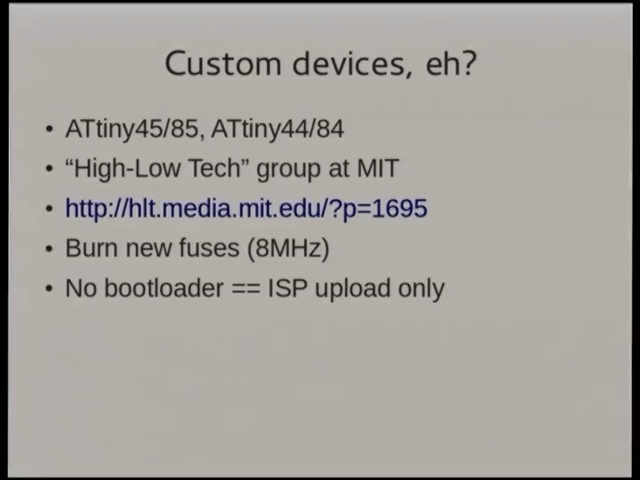 Custom devices, eh?
• ATtiny45/85, ATtiny44/84
• “High-Low Tech” group at MIT
• http://hlt.media.mit.edu/?p=1695
• Burn new fuses (8MHz)
• No bootloader == ISP upload only